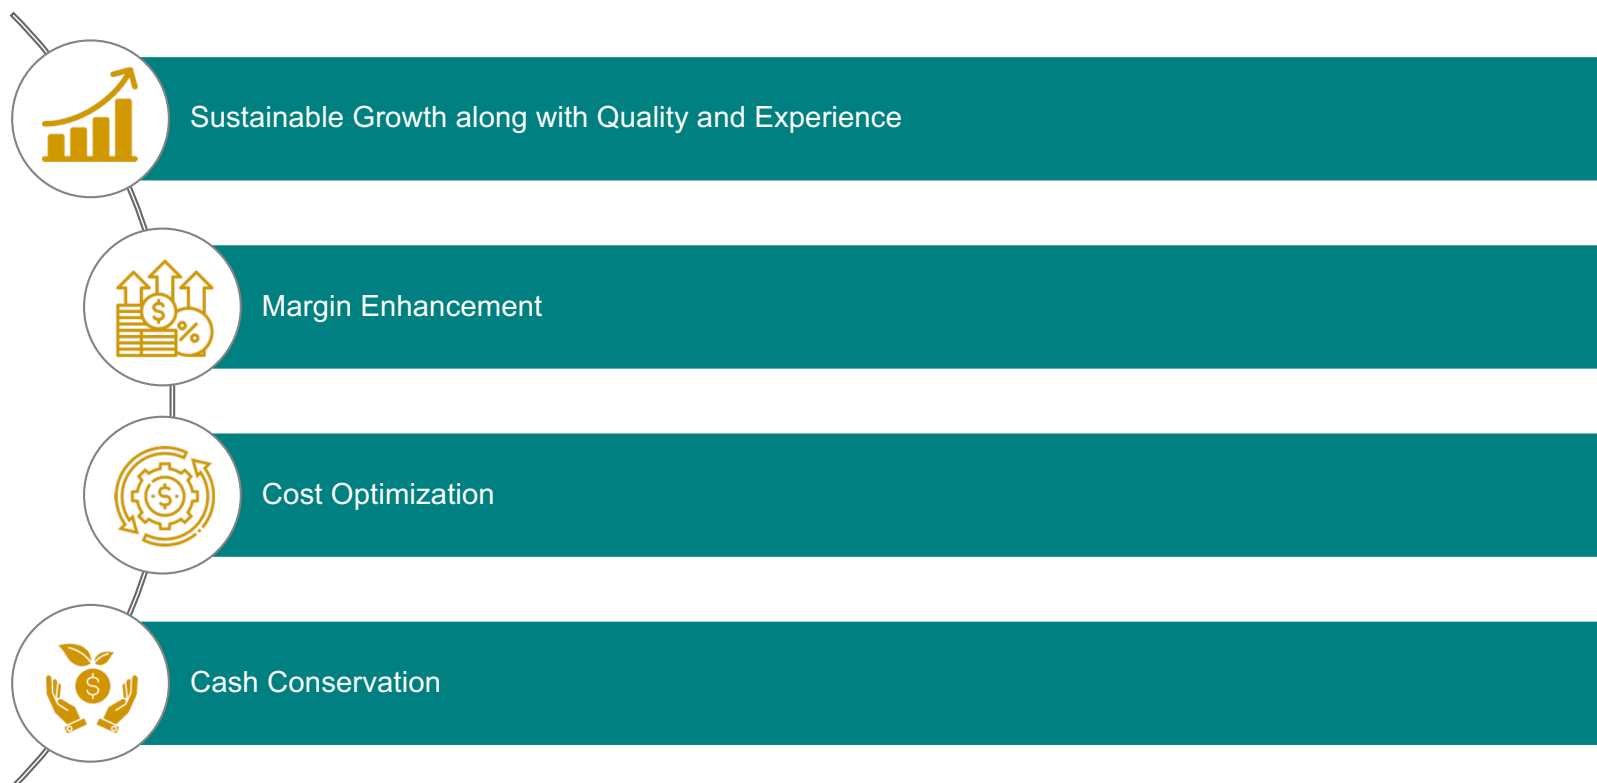 Sustainable Growth along with Quality and Experience
$
%
Margin Enhancement
$
Cost Optimization
$
Cash Conservation